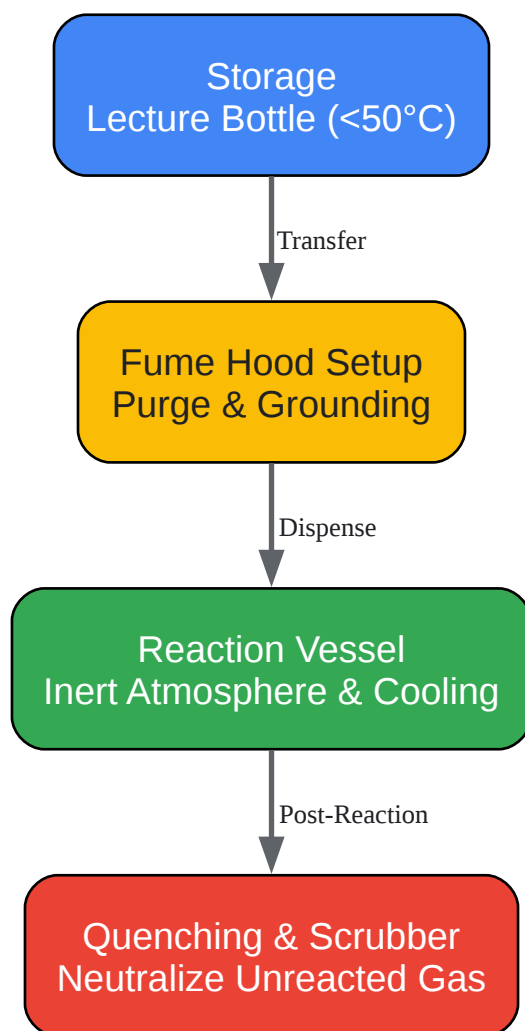 Storage
Lecture Bottle (<50°C)
Transfer
Fume Hood Setup
Purge & Grounding
Dispense
Reaction Vessel
Inert Atmosphere & Cooling
Post-Reaction
Quenching & Scrubber
Neutralize Unreacted Gas